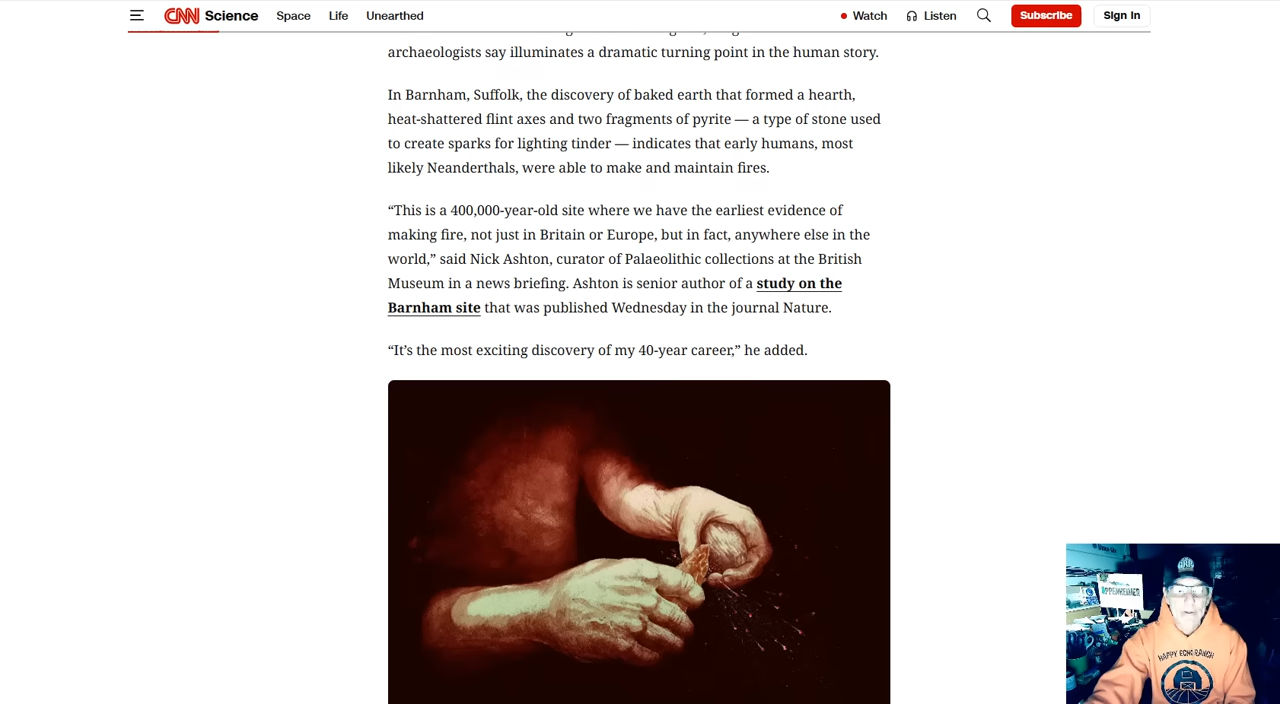 CNN Science Space Life Unearthed Watch Listen Subscribe Sign in
archaeologists say illuminates a dramatic turning point in the human story.
In Barnham, Suffolk, the discovery of baked earth that formed a hearth,
heat-shattered flint axes and two fragments of pyrite — a type of stone used
to create sparks for lighting tinder — indicates that early humans, most
likely Neanderthals, were able to make and maintain fires.
“This is a 400,000-year-old site where we have the earliest evidence of
making fire, not just in Britain or Europe, but in fact, anywhere else in the
world,” said Nick Ashton, curator of Palaeolithic collections at the British
Museum in a news briefing. Ashton is senior author of a study on the
Barnham site that was published Wednesday in the journal Nature.
“It’s the most exciting discovery of my 40-year career,” he added.
OPPENHEIMER
HAPPY ECHO RANCH